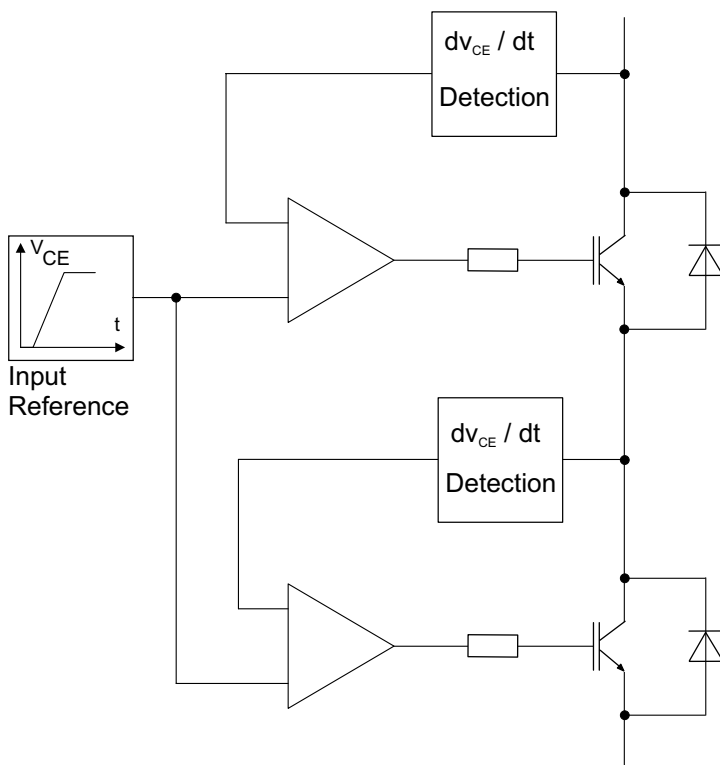 dv_CE / dt
Detection
V_CE
t
Input
Reference
dv_CE / dt
Detection